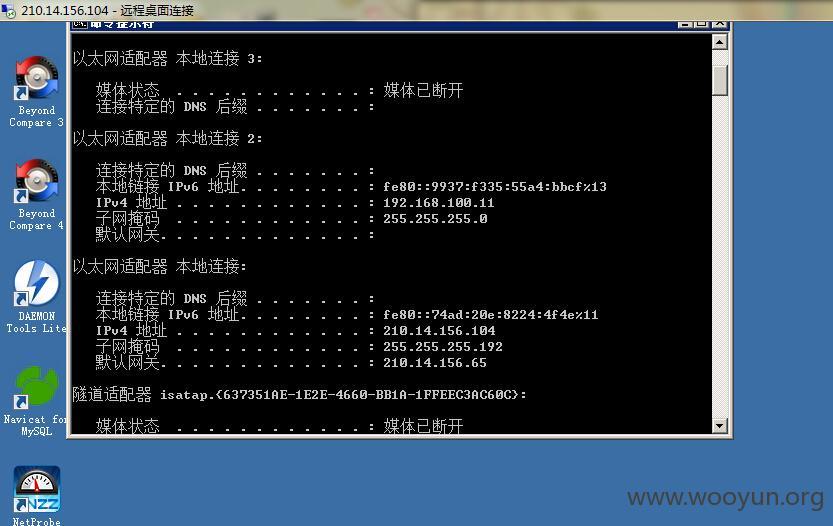 210.14.156.104 - 远程桌面连接
命令提示符
以太网适配器 本地连接 3:
媒体状态 . . . . . . . . . . . . : 媒体已断开
连接特定的 DNS 后缀 . . . . . . . :
以太网适配器 本地连接 2:
连接特定的 DNS 后缀 . . . . . . . :
本地链接 IPv6 地址. . . . . . . . : fe80::9937:f335:55a4:bbcf%13
IPv4 地址 . . . . . . . . . . . . : 192.168.100.11
子网掩码 . . . . . . . . . . . . : 255.255.255.0
默认网关. . . . . . . . . . . . . :
以太网适配器 本地连接:
连接特定的 DNS 后缀 . . . . . . . :
本地链接 IPv6 地址. . . . . . . . : fe80::74ad:20e:8224:4f4e%11
IPv4 地址 . . . . . . . . . . . . : 210.14.156.104
子网掩码 . . . . . . . . . . . . : 255.255.255.192
默认网关. . . . . . . . . . . . . : 210.14.156.65
隧道适配器 isatap.{637351AE-1E2E-4660-BB1A-1FFEEC3AC60C}:
媒体状态 . . . . . . . . . . . . : 媒体已断开
Beyond
Compare 3
Beyond
Compare 4
DAEMON
Tools Lite
Navicat for
MySQL
NZZ
NetProbe
www.wooyun.org